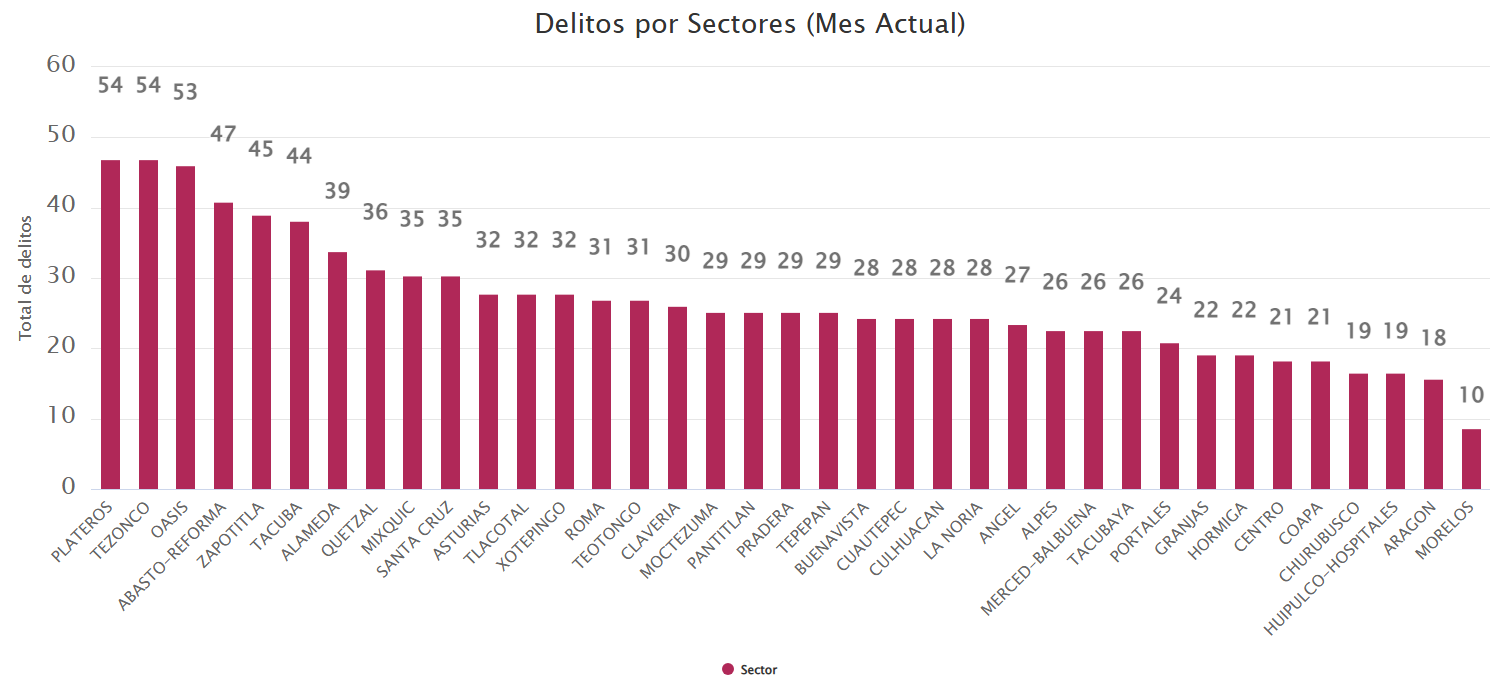 Delitos por Sectores (Mes Actual)
60
50
40
30
20
10
0
Total de delitos
54 54 53 47 45 44 39 36 35 35 32 32 32 31 31 30 29 29 29 29 28 28 28 28 27 26 26 26 24 22 22 21 21 19 19 18 10
PLATEROS
TEZONCO
OASIS
ABASTO-REFORMA
ZAPOTITLA
TACUBA
ALAMEDA
QUETZAL
MIXQUIC
SANTA CRUZ
ASTURIAS
TLACOTAL
XOTEPINGO
ROMA
TEOTONGO
CLAVERIA
MOCTEZUMA
PANTITLAN
PRADERA
TEPEPAN
BUENAVISTA
CUAUTEPEC
CULHUACAN
LA NORIA
ANGEL
ALPES
MERCED-BALBUENA
TACUBAYA
PORTALES
GRANJAS
HORMIGA
CENTRO
COAPA
CHURUBUSCO
HUIPULCO-HOSPITALES
ARAGON
MORELOS
Sector